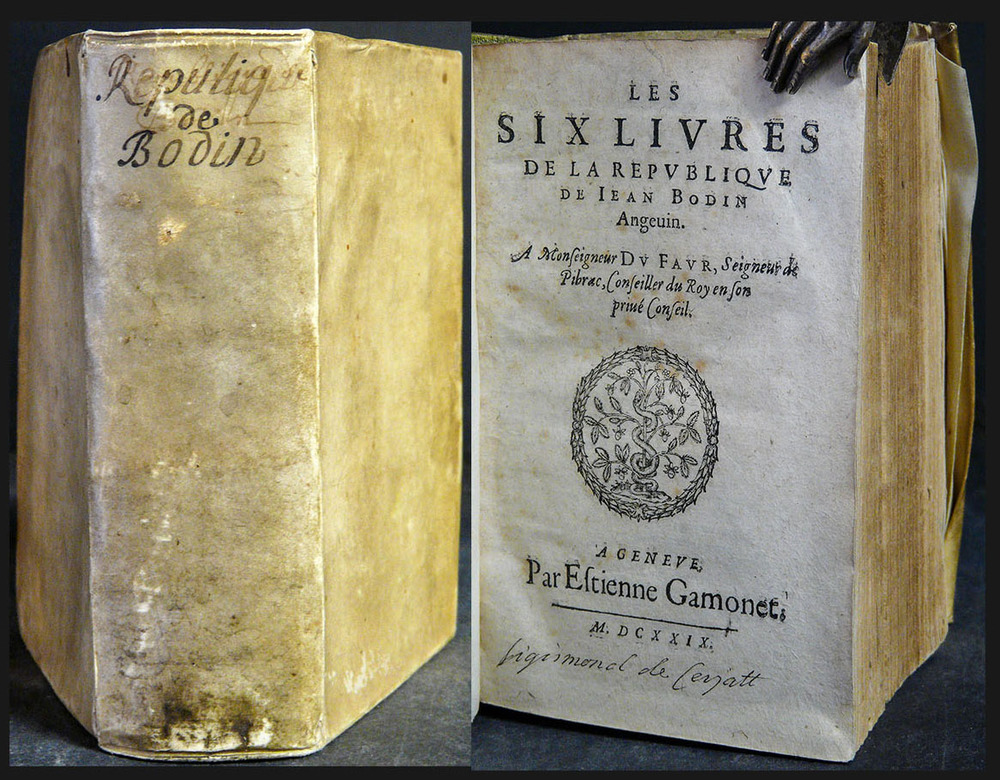 Republique
de
Bodin
LES
SIX LIVRES
DE LA REPVBLIQVE
DE IEAN BODIN
Angeuin.
A Monſeigneur DV FAVR, Seigneur de
Pibrac, Conſeiller du Roy en ſon
priué Conſeil.
A GENEVE,
Par Eſtienne Gamonet.
M. DCXXIX.
Sigismond de Cerjatt